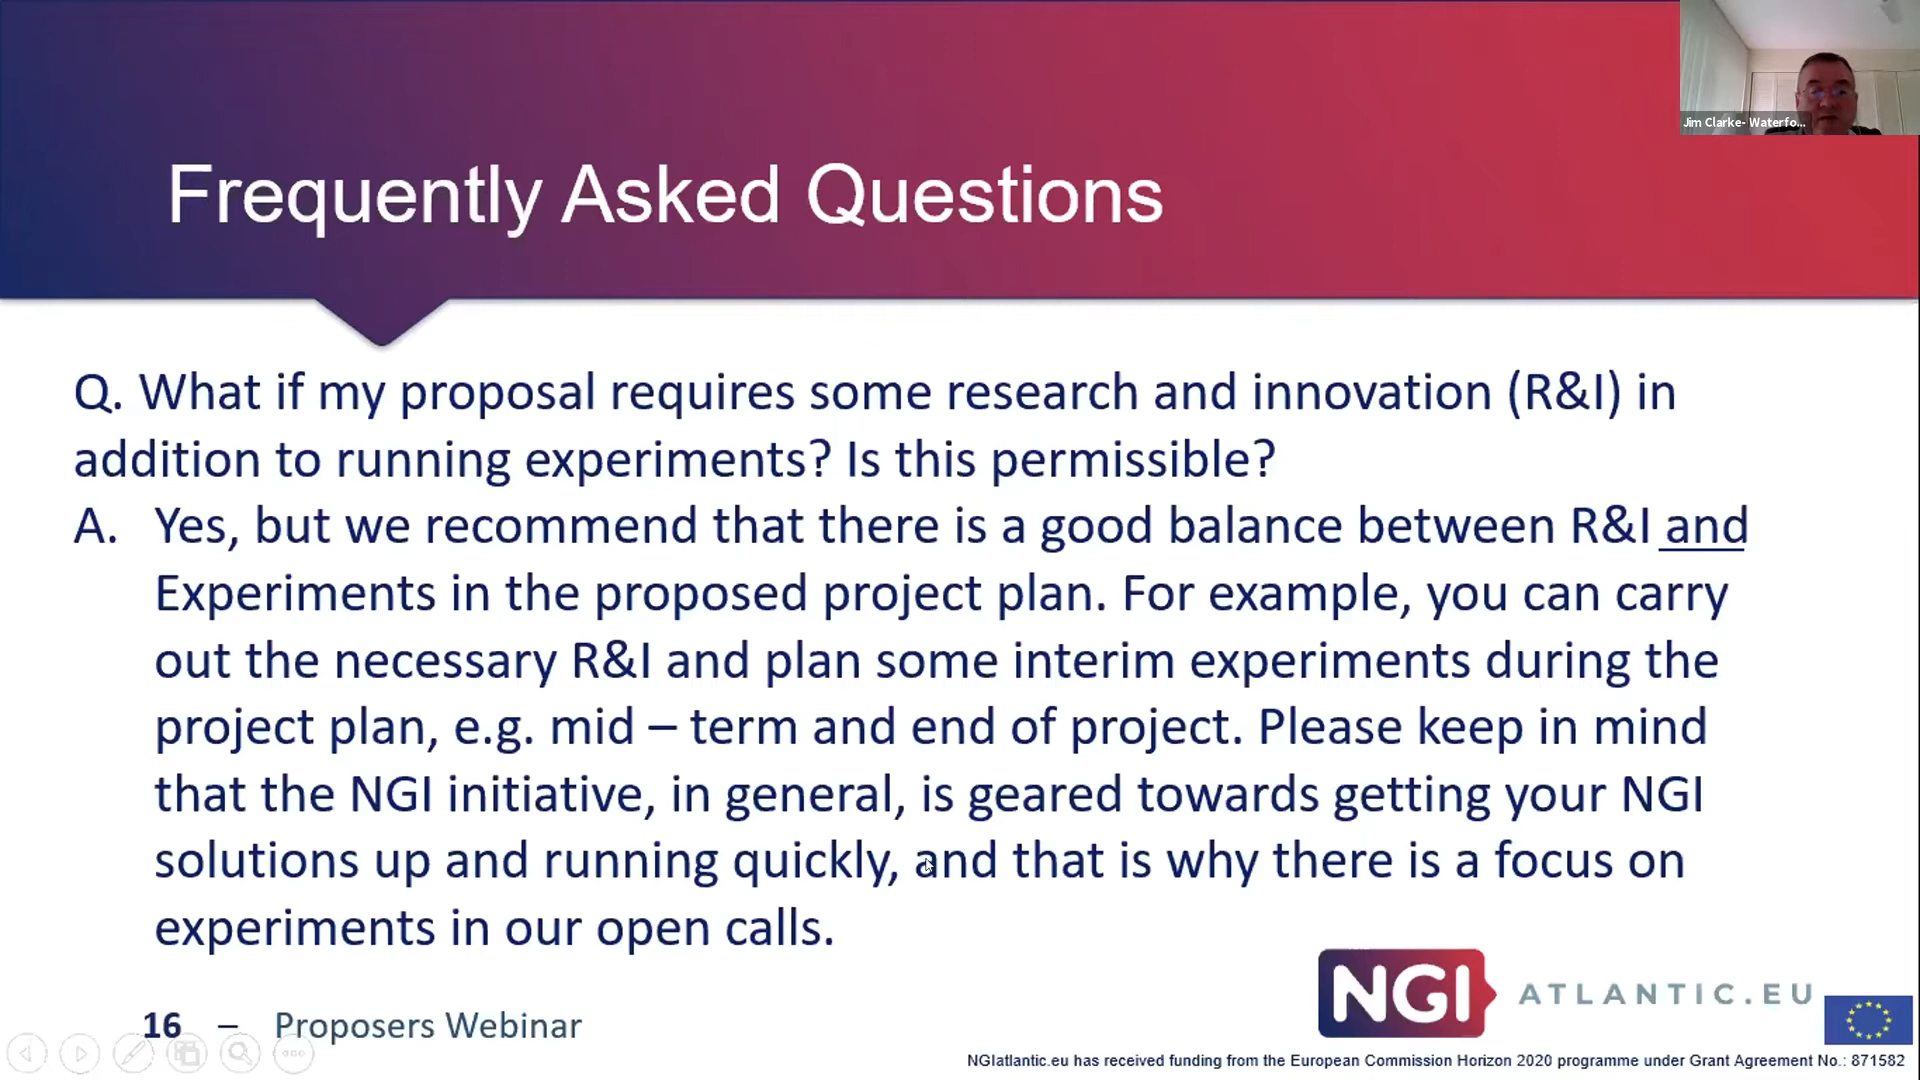 Jim Clarke- Waterfo...
Frequently Asked Questions
Q. What if my proposal requires some research and innovation (R&I) in
addition to running experiments? Is this permissible?
A. Yes, but we recommend that there is a good balance between R&I and
Experiments in the proposed project plan. For example, you can carry
out the necessary R&I and plan some interim experiments during the
project plan, e.g. mid – term and end of project. Please keep in mind
that the NGI initiative, in general, is geared towards getting your NGI
solutions up and running quickly, and that is why there is a focus on
experiments in our open calls.
NGI ATLANTIC.EU
16 – Proposers Webinar
NGIatlantic.eu has received funding from the European Commission Horizon 2020 programme under Grant Agreement No.: 871582